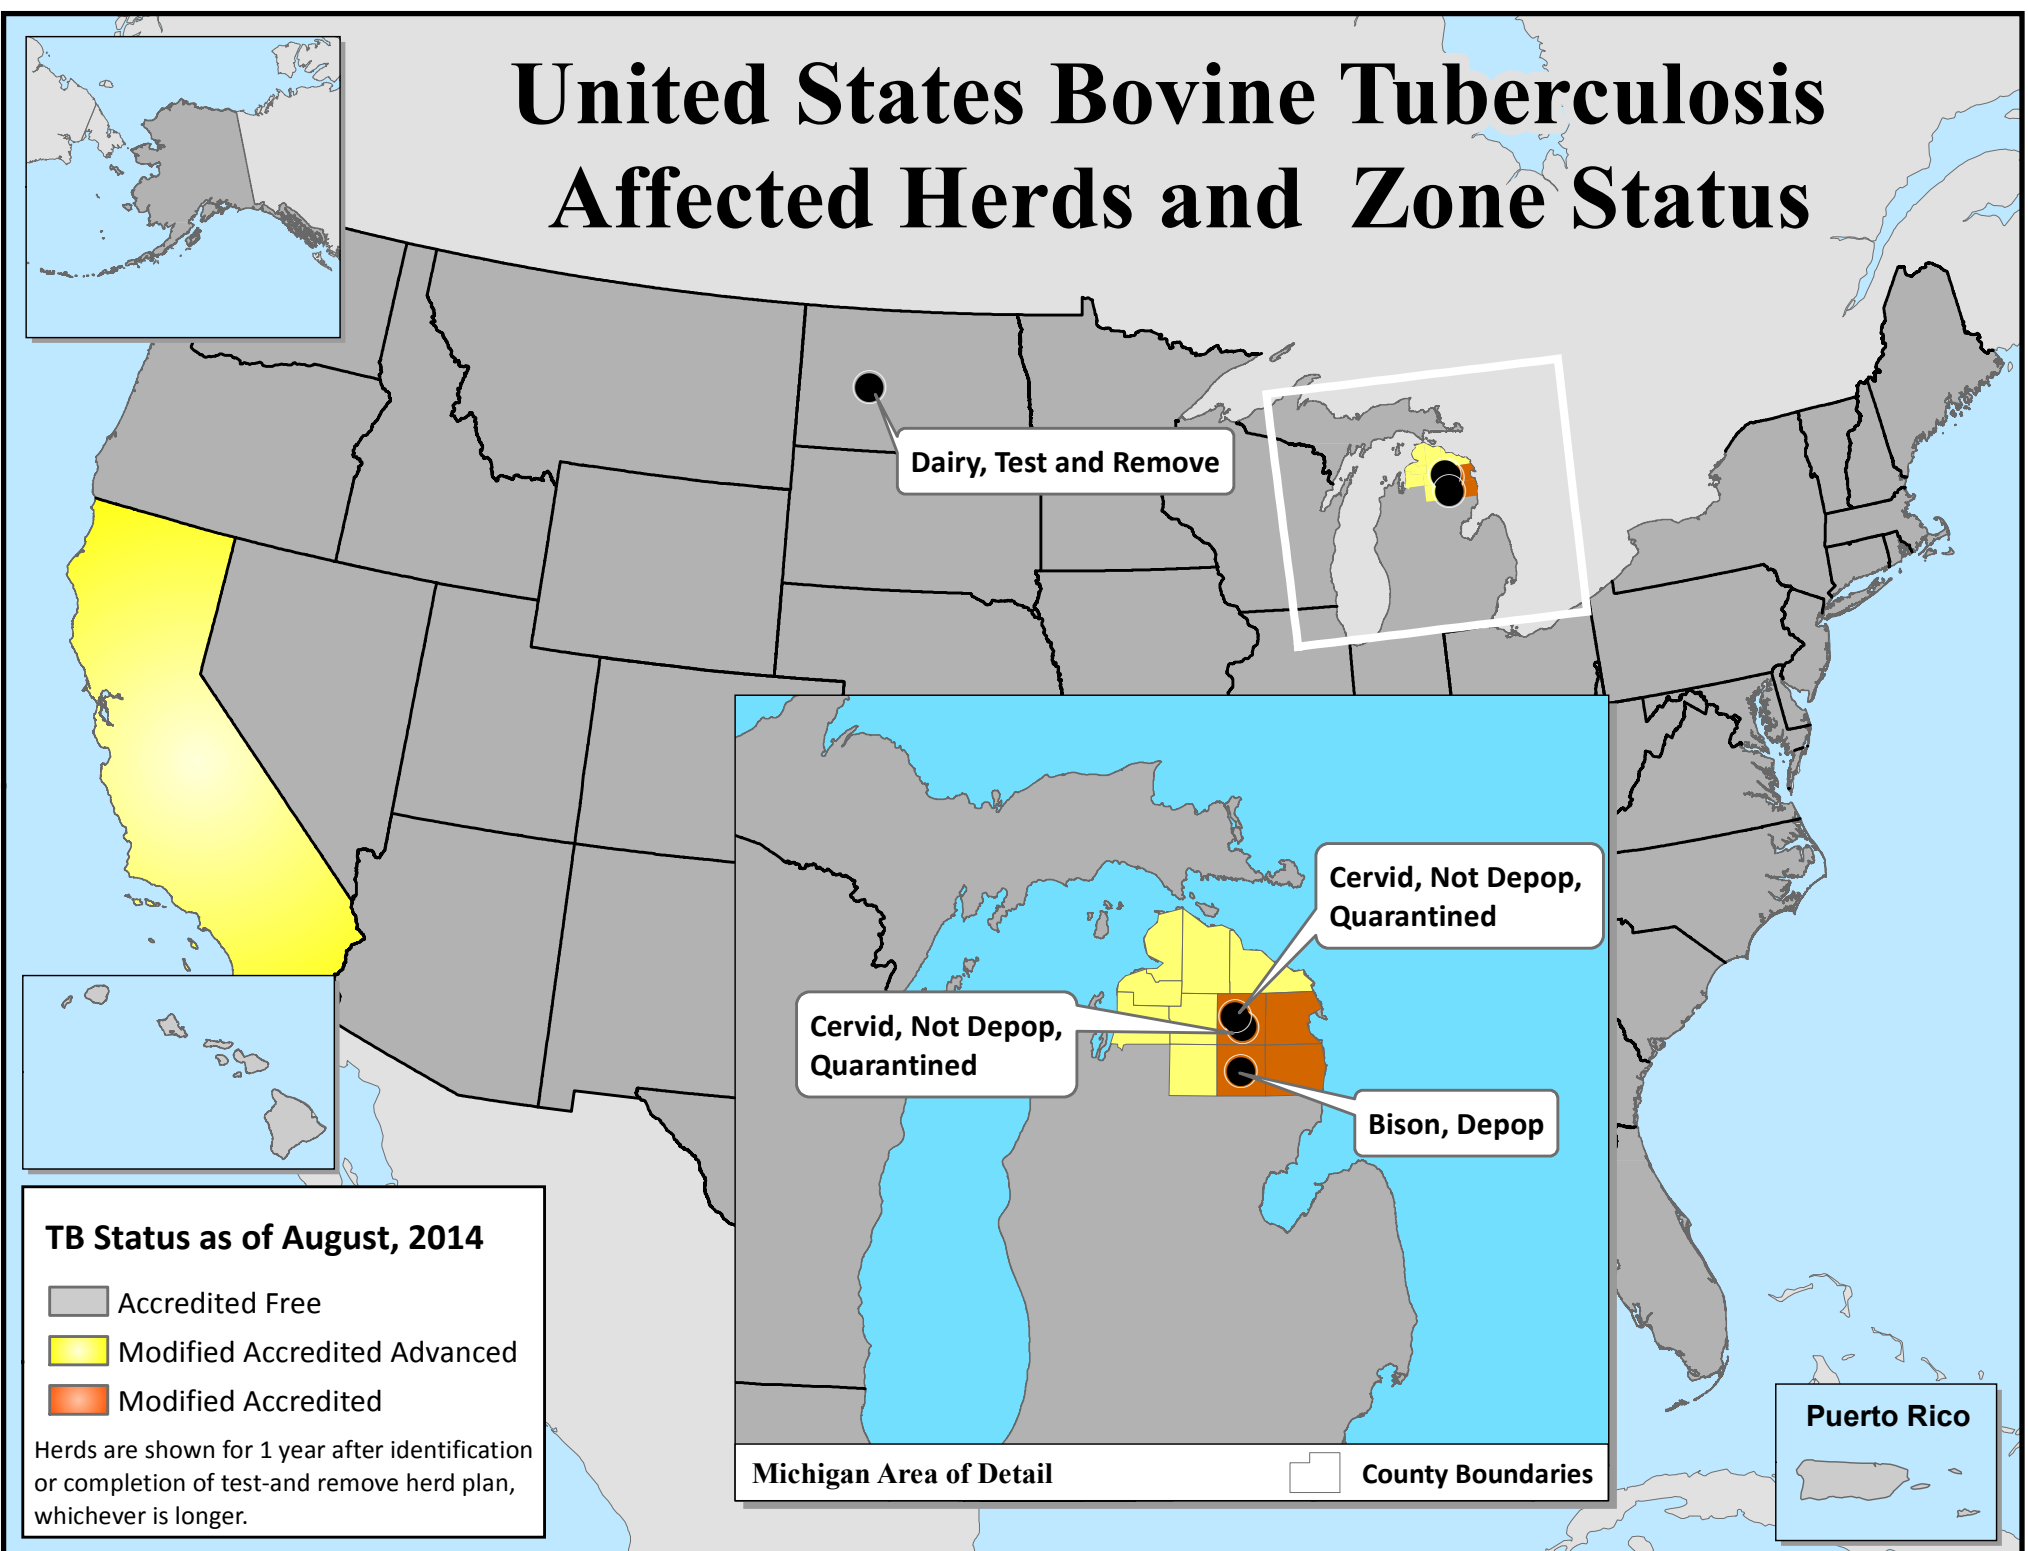 United States Bovine Tuberculosis
Affected Herds and Zone Status
Dairy, Test and Remove
Cervid, Not Depop,
Quarantined
Cervid, Not Depop,
Quarantined
Bison, Depop
TB Status as of August, 2014
Accredited Free
Modified Accredited Advanced
Modified Accredited
Herds are shown for 1 year after identification
or completion of test-and remove herd plan,
whichever is longer.
Michigan Area of Detail
County Boundaries
Puerto Rico